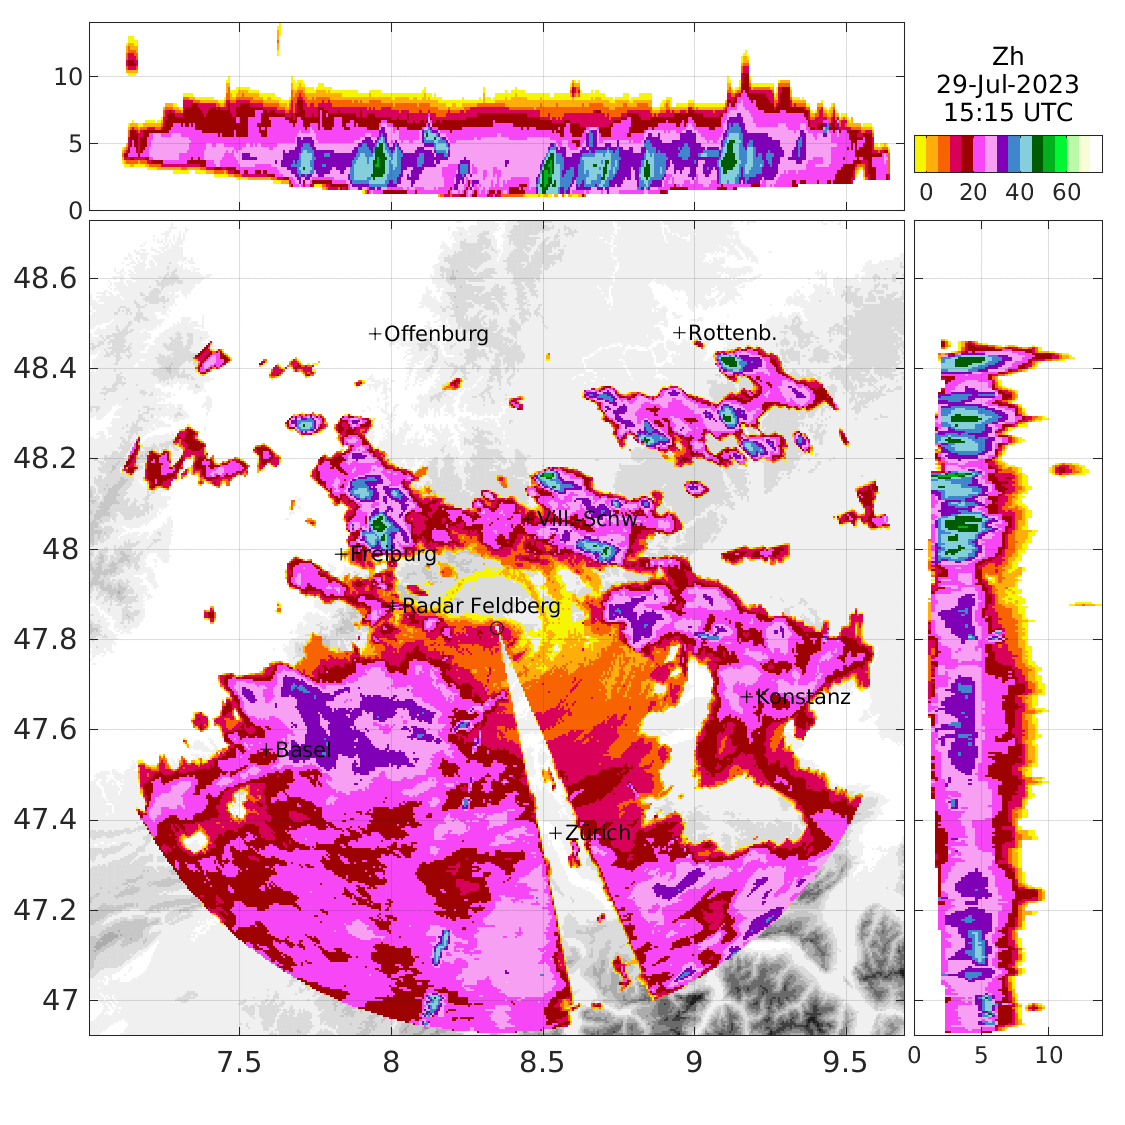 10
5
0
Zh
29-Jul-2023
15:15 UTC
0 20 40 60
48.6
48.4
48.2
48
47.8
47.6
47.4
47.2
47
+Offenburg
+Rottenb.
+Vill.-Schw.
+Freiburg
+Radar Feldberg
+Konstanz
+Basel
+Zürich
7.5 8 8.5 9 9.5
0 5 10